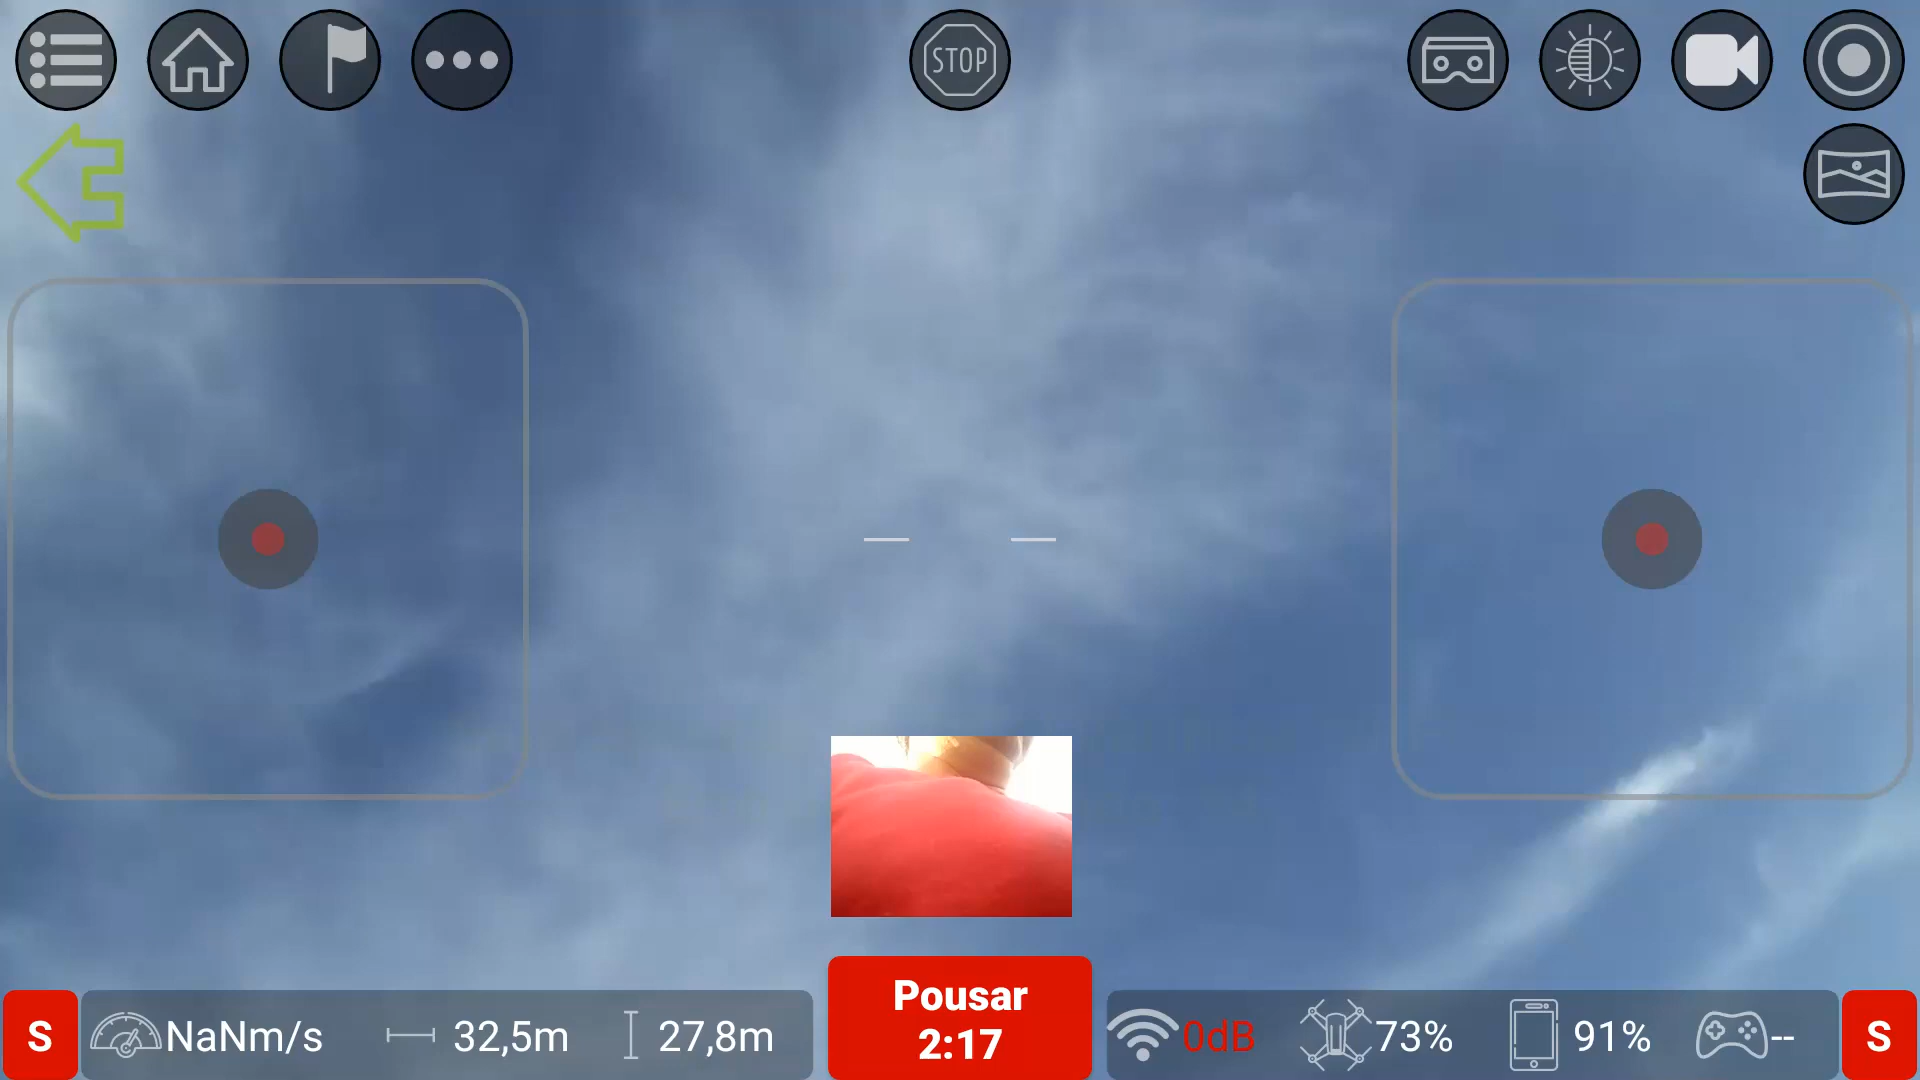 STOP
S
NaNm/s
32,5m
27,8m
Pousar
2:17
0dB
73%
91%
--
S